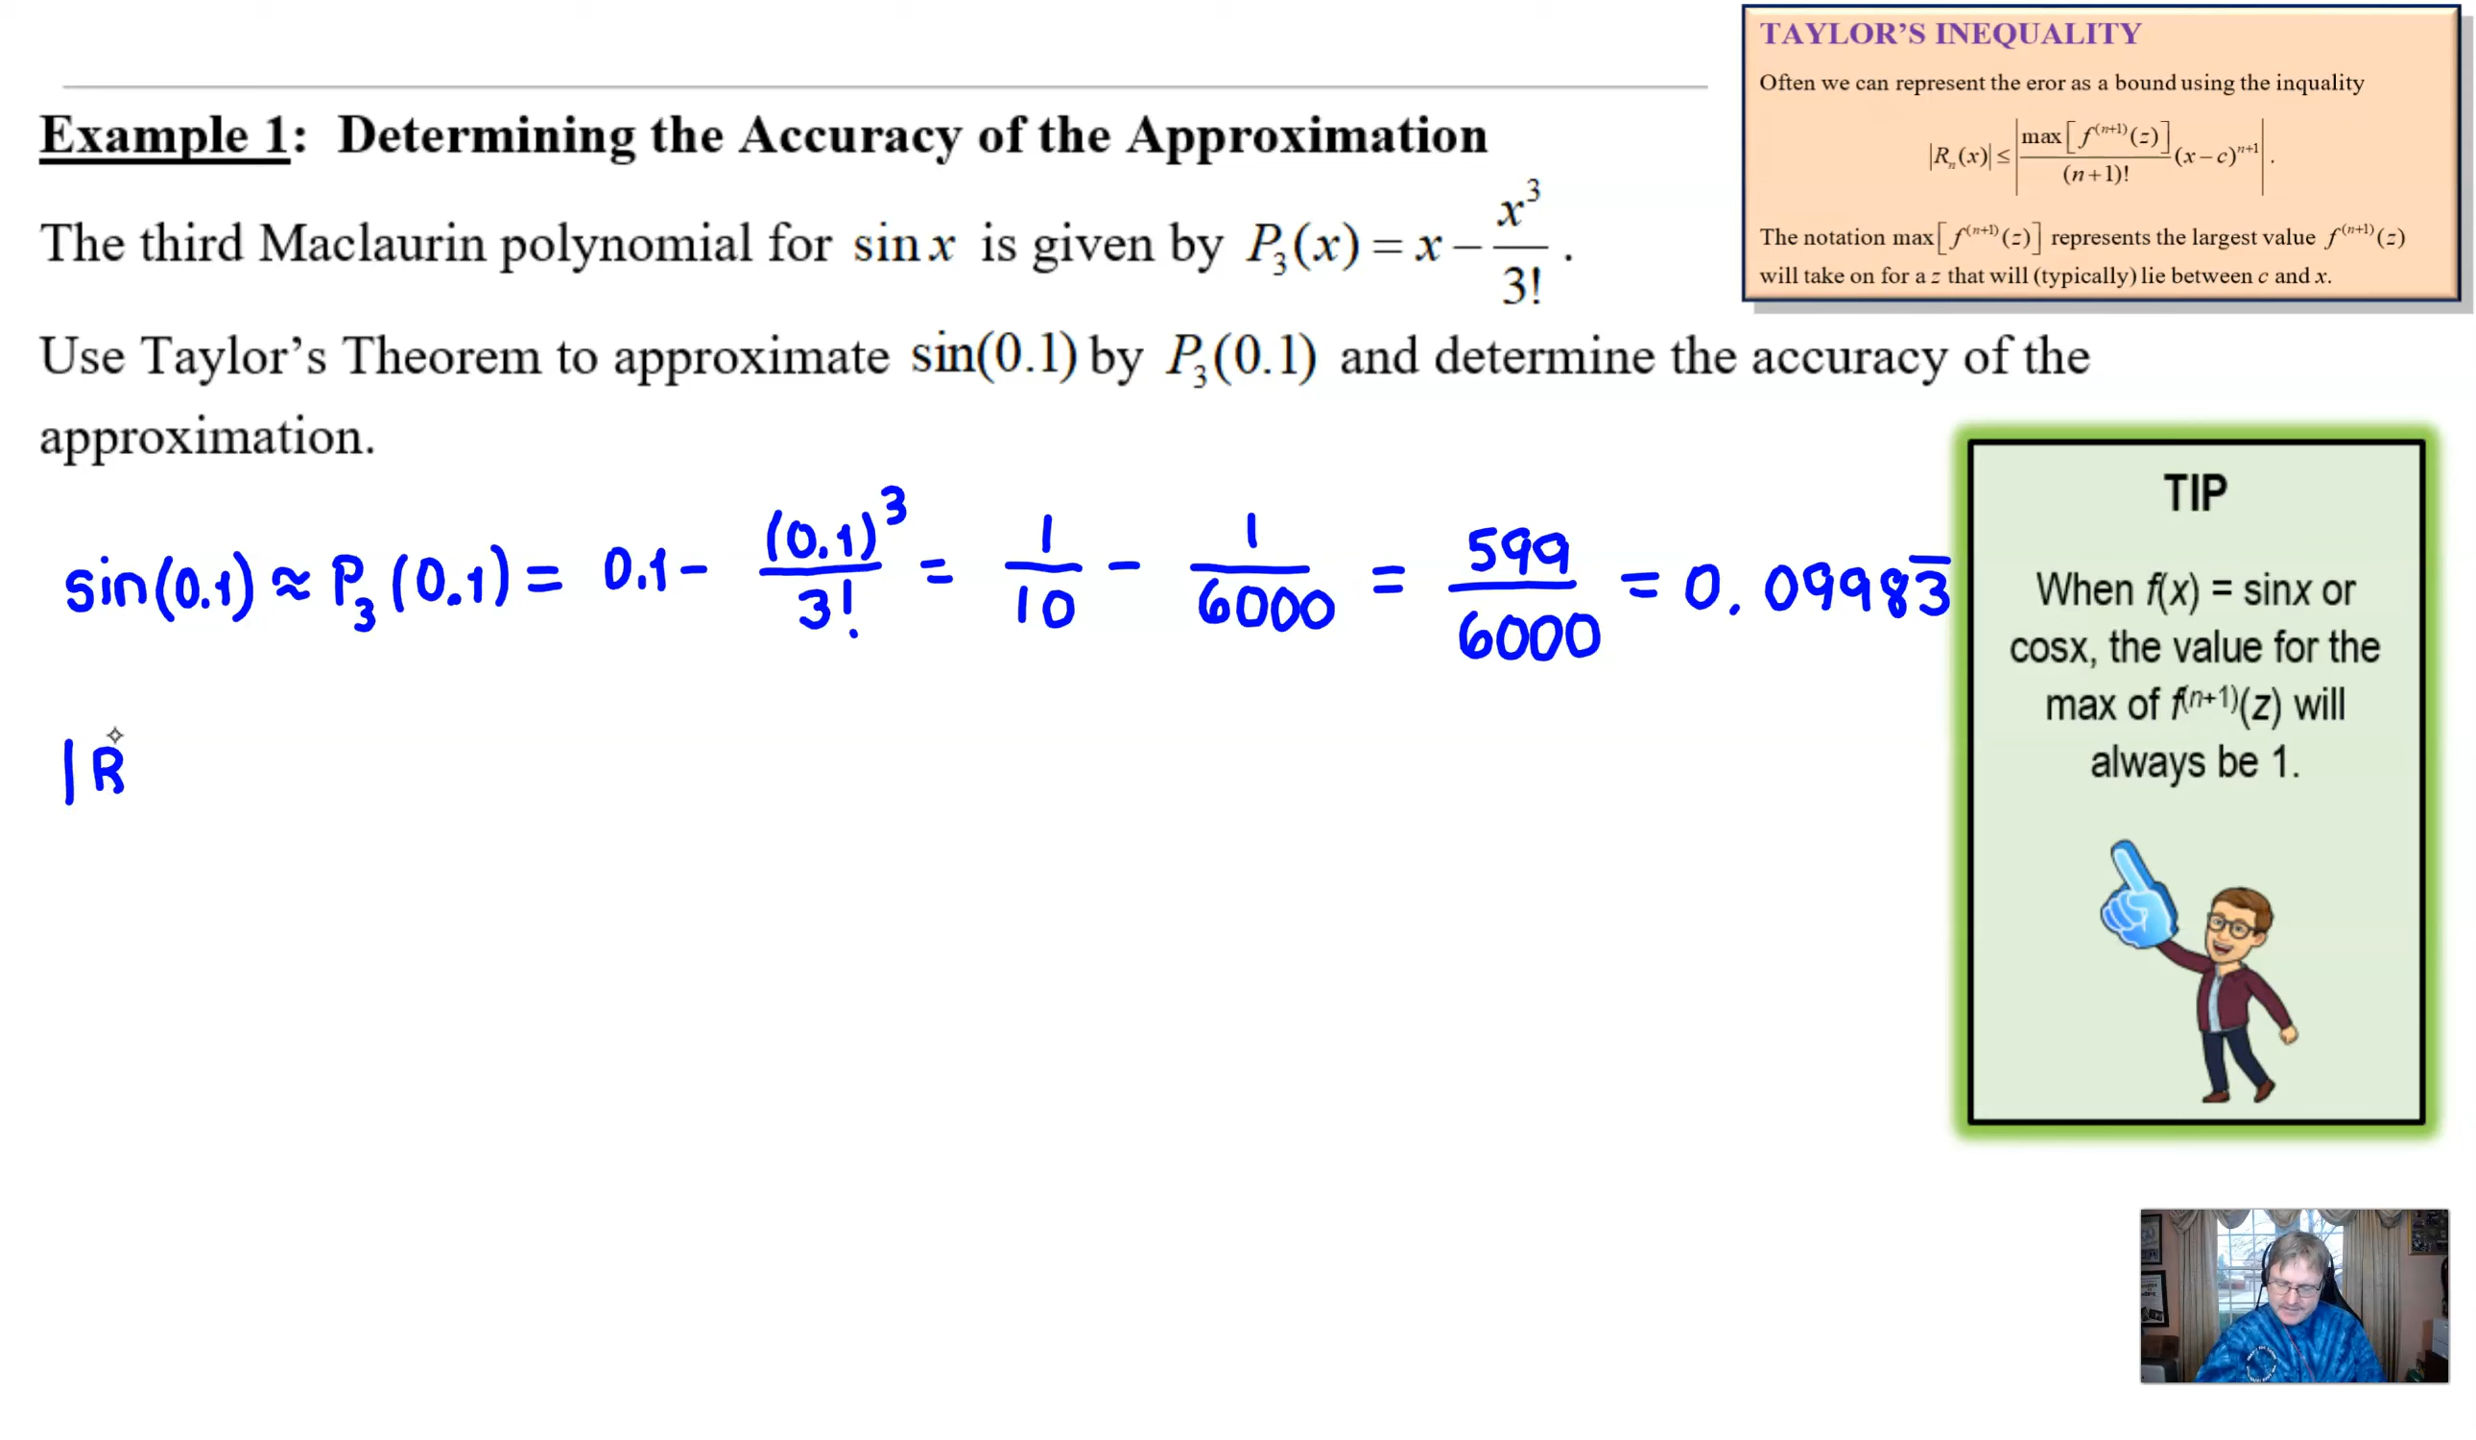 TAYLOR’S INEQUALITY
Often we can represent the eror as a bound using the inquality
|Rₙ(x)| ≤ | max[f⁽ⁿ⁺¹⁾(z)] / (n+1)! (x−c)ⁿ⁺¹ | .
The notation max[f⁽ⁿ⁺¹⁾(z)] represents the largest value f⁽ⁿ⁺¹⁾(z)
will take on for a z that will (typically) lie between c and x.
Example 1: Determining the Accuracy of the Approximation
The third Maclaurin polynomial for sin x is given by P₃(x) = x − x³/3! .
Use Taylor’s Theorem to approximate sin(0.1) by P₃(0.1) and determine the accuracy of the
approximation.
sin(0.1) ≈ P₃(0.1) = 0.1 − (0.1)³/3! = 1/10 − 1/6000 = 599/6000 = 0.09983̅
|R
TIP
When f(x) = sinx or
cosx, the value for the
max of f⁽ⁿ⁺¹⁾(z) will
always be 1.